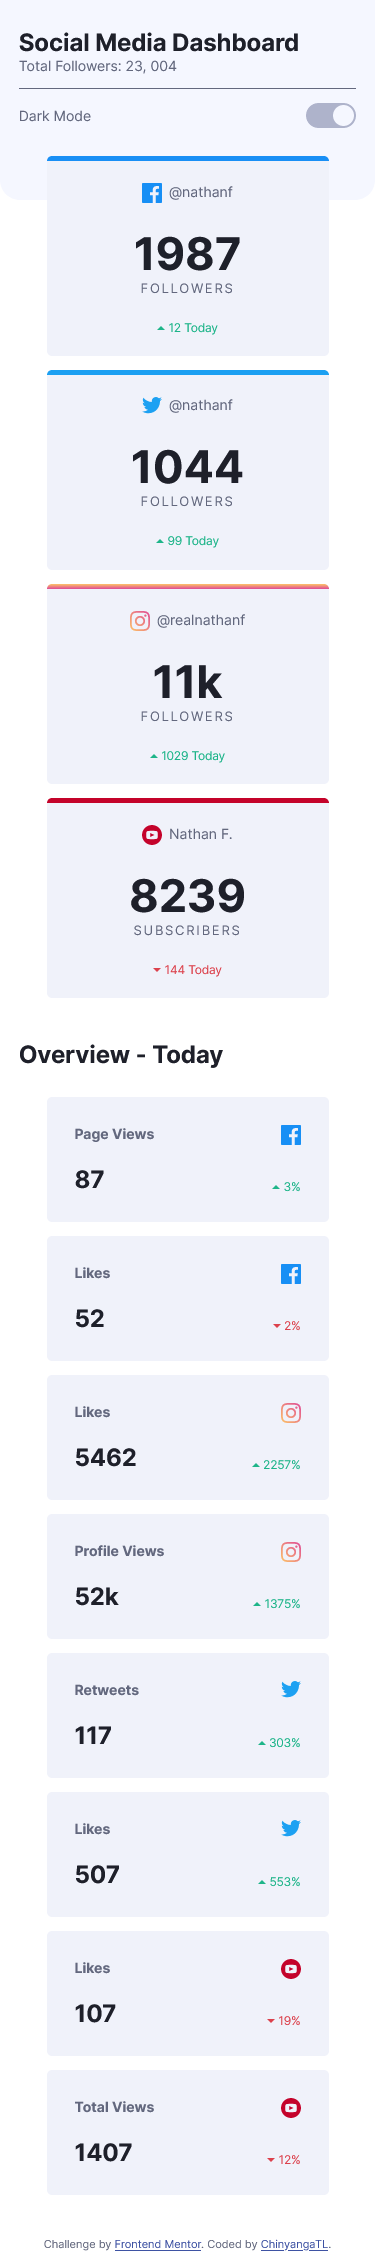 Social Media Dashboard
Total Followers: 23, 004
Dark Mode
@nathanf
1987
FOLLOWERS
12 Today
@nathanf
1044
FOLLOWERS
99 Today
@realnathanf
11k
FOLLOWERS
1029 Today
Nathan F.
8239
SUBSCRIBERS
144 Today
Overview - Today
Page Views
87
3%
Likes
52
2%
Likes
5462
2257%
Profile Views
52k
1375%
Retweets
117
303%
Likes
507
553%
Likes
107
19%
Total Views
1407
12%
Challenge by Frontend Mentor. Coded by ChinyangaTL.